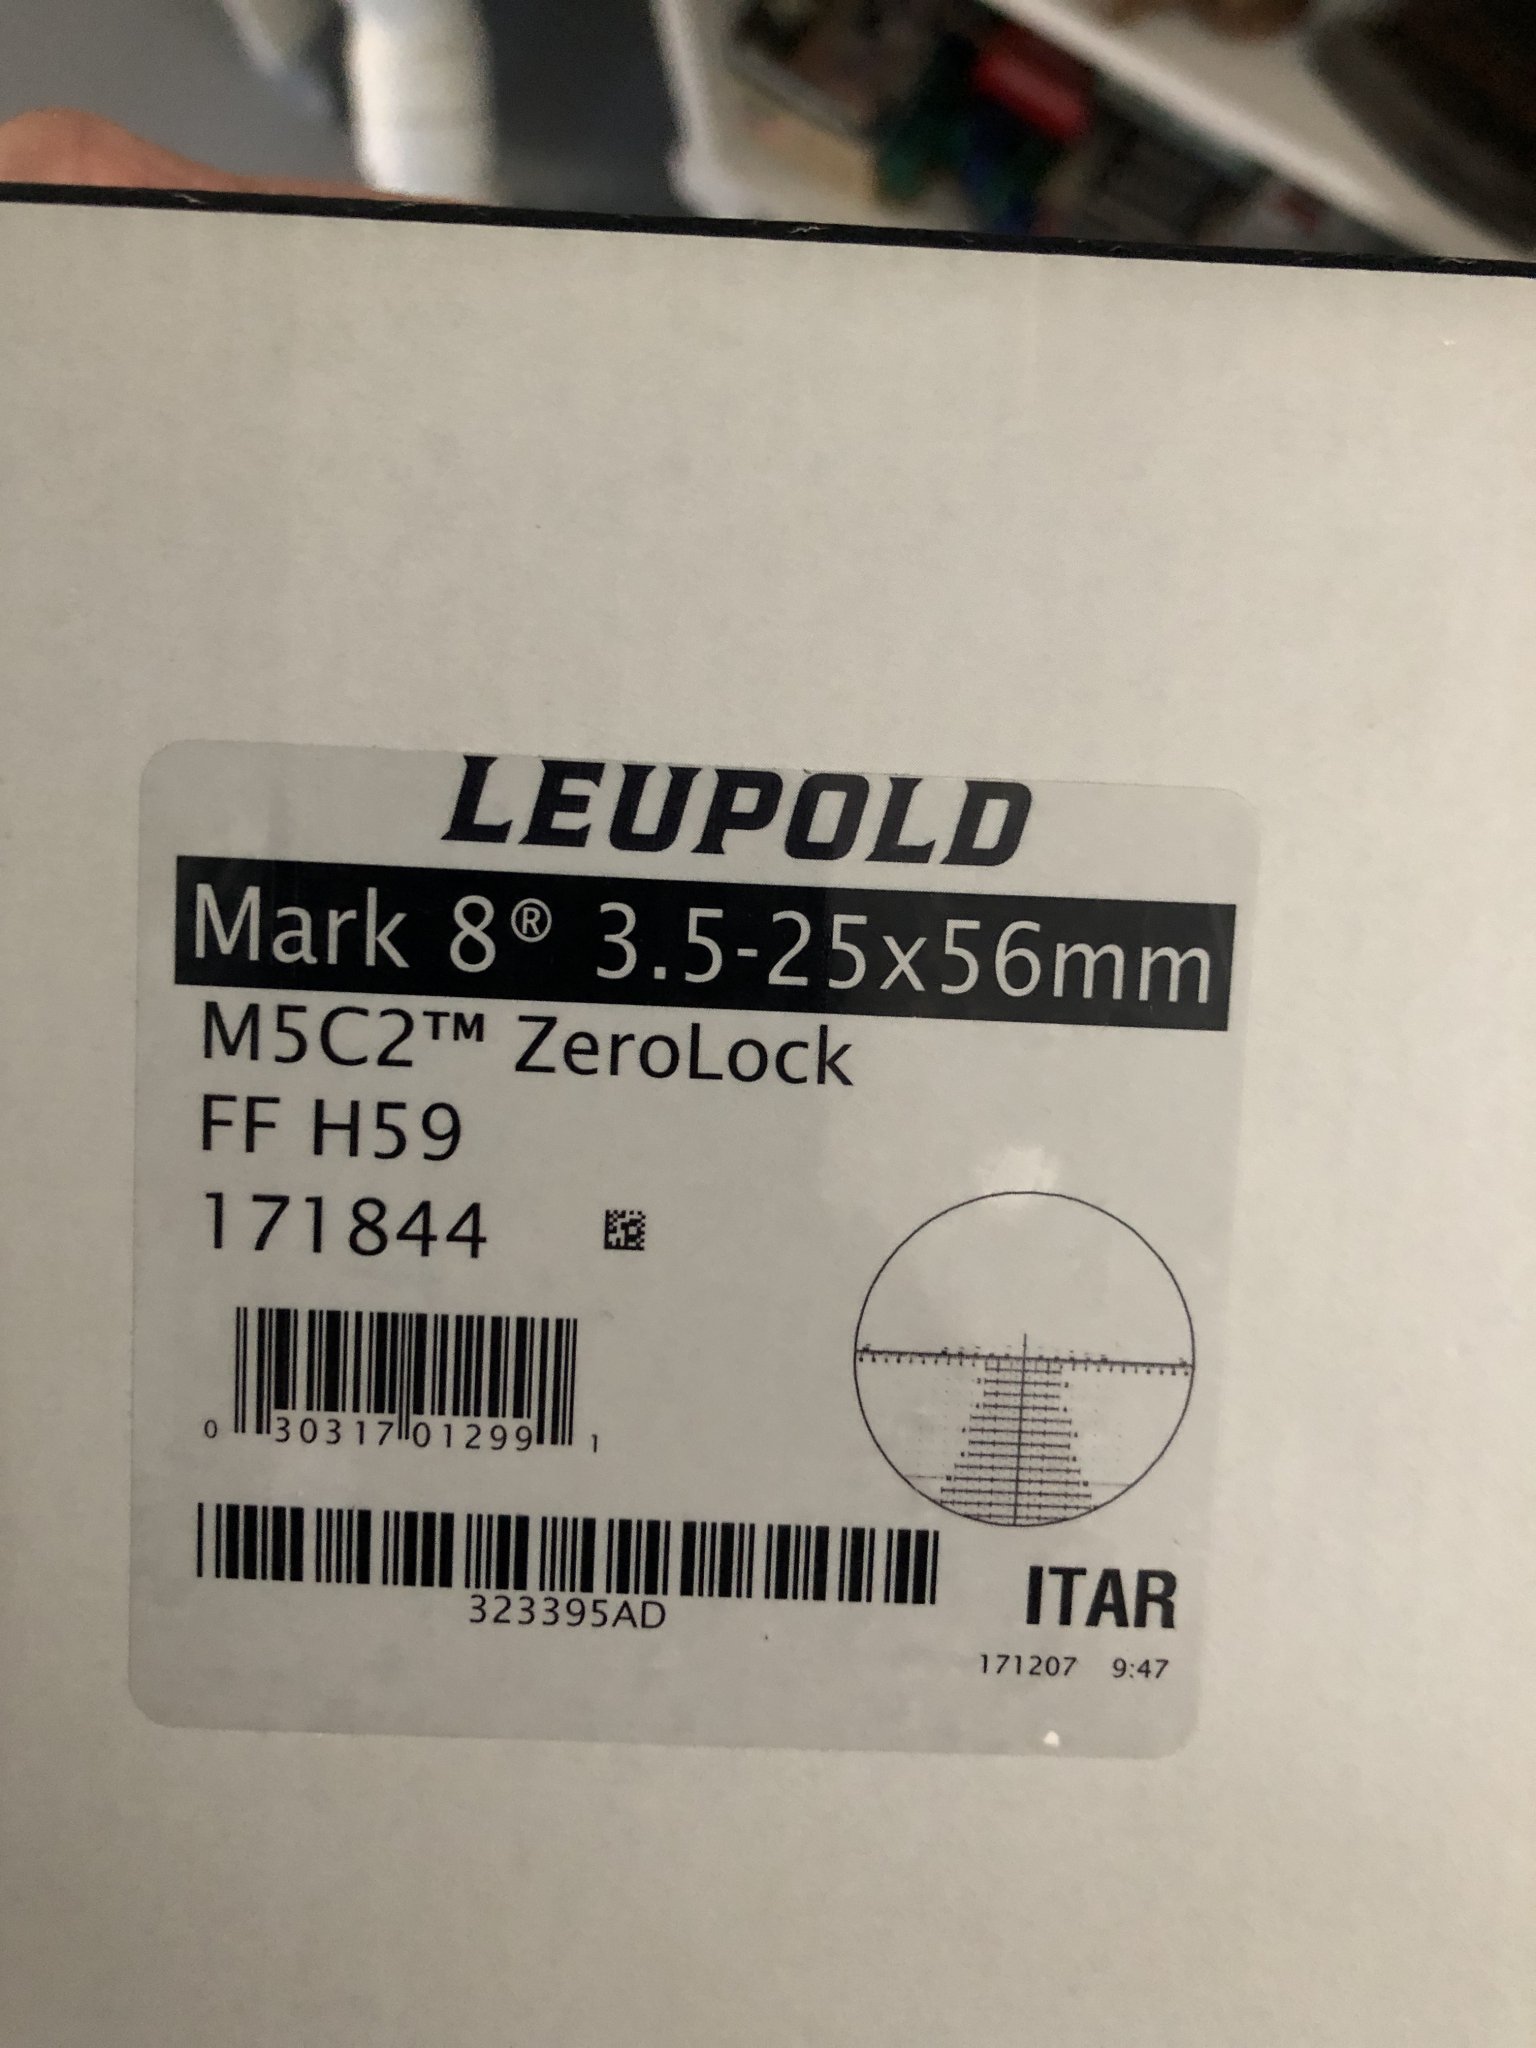 LEUPOLD
Mark 8® 3.5-25x56mm
M5C2™ ZeroLock
FF H59
171844
0 30317 01299 1
323395AD
ITAR
171207 9:47